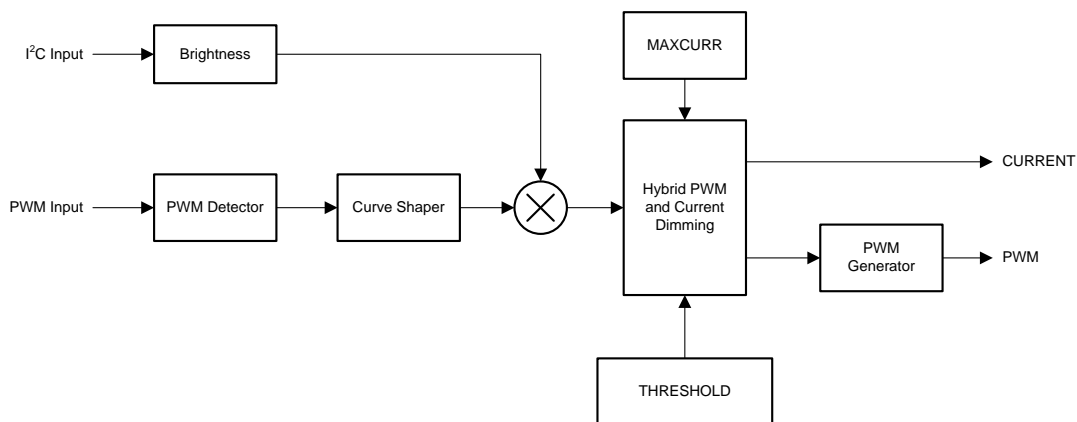 I²C Input
Brightness
MAXCURR
PWM Input
PWM Detector
Curve Shaper
Hybrid PWM
and Current
Dimming
CURRENT
PWM
Generator
PWM
THRESHOLD